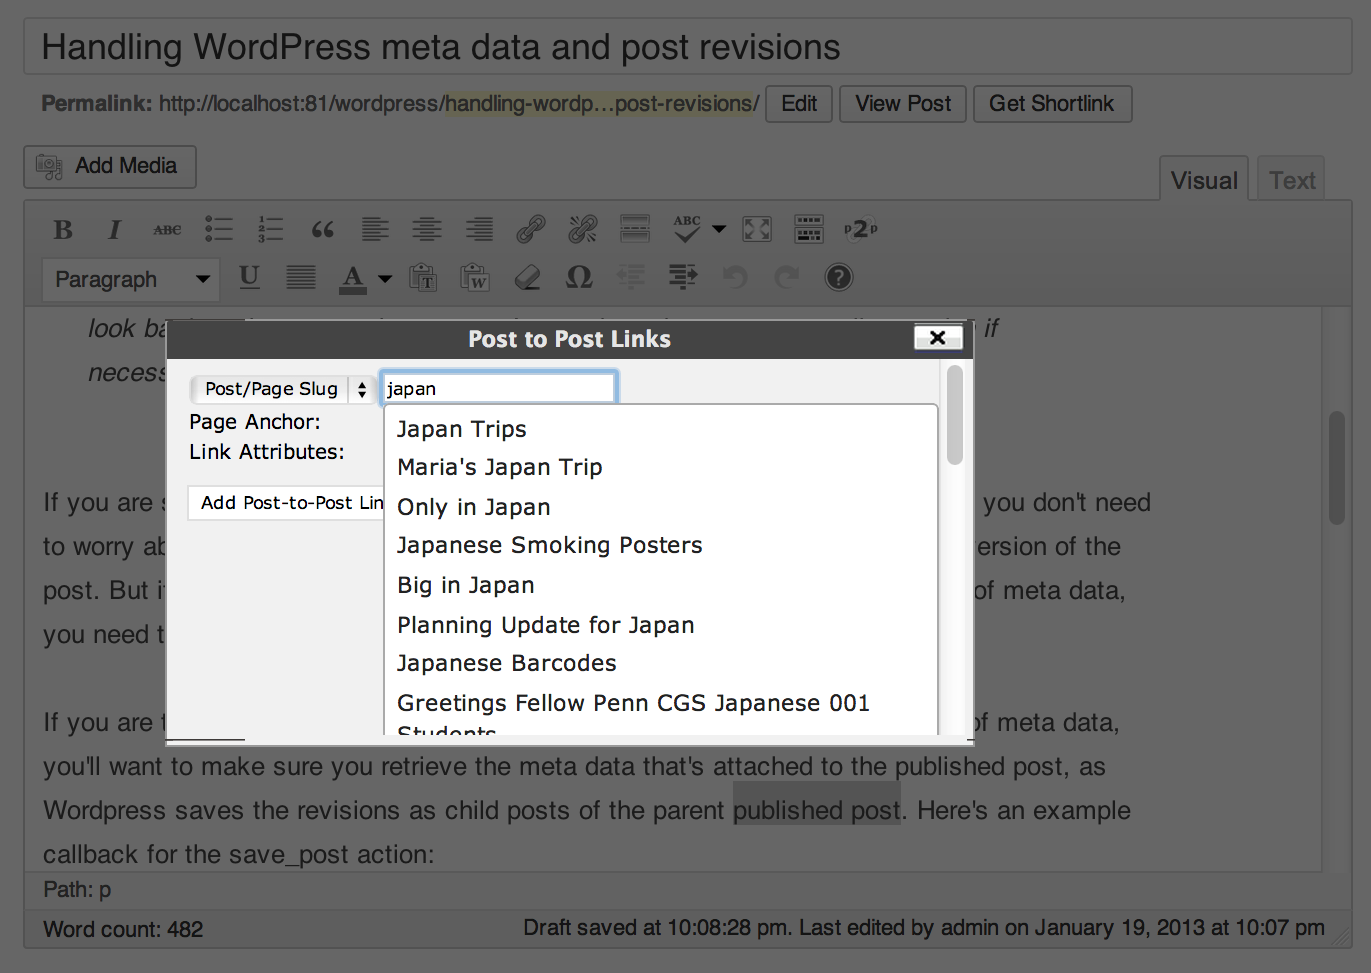 Handling WordPress meta data and post revisions
Permalink: http://localhost:81/wordpress/handling-wordp...post-revisions/ Edit View Post Get Shortlink
Add Media
Visual Text
B I ABC 1 2 3 “ ABC p2p
Paragraph U A T W Ω ?
look ba if
necess
Post to Post Links
Post/Page Slug japan
Page Anchor:
Link Attributes:
Add Post-to-Post Lin
Japan Trips
Maria's Japan Trip
Only in Japan
Japanese Smoking Posters
Big in Japan
Planning Update for Japan
Japanese Barcodes
Greetings Fellow Penn CGS Japanese 001
Students
If you are s you don't need
to worry ab ersion of the
post. But i of meta data,
you need t
If you are t of meta data,
you'll want to make sure you retrieve the meta data that's attached to the published post, as
Wordpress saves the revisions as child posts of the parent published post. Here's an example
callback for the save_post action:
Path: p
Word count: 482 Draft saved at 10:08:28 pm. Last edited by admin on January 19, 2013 at 10:07 pm